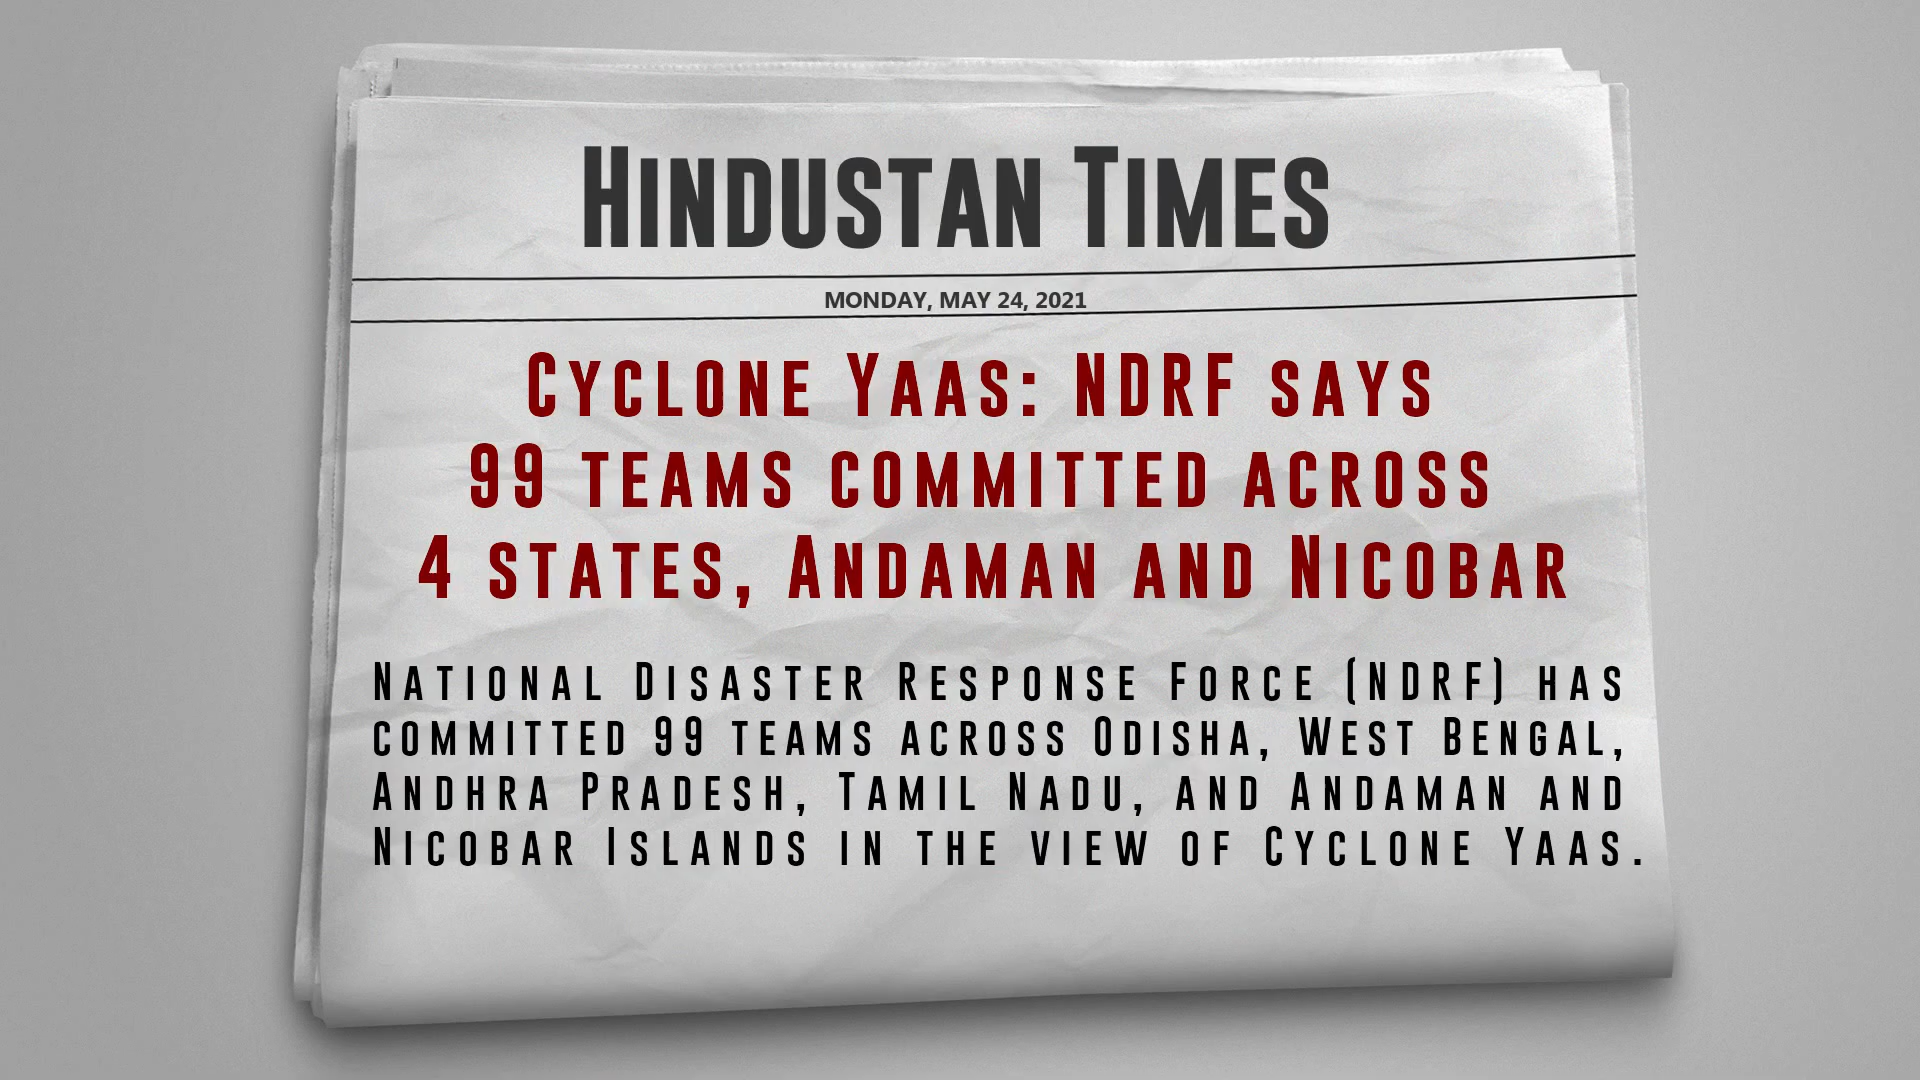 Hindustan Times
MONDAY, MAY 24, 2021
Cyclone Yaas: NDRF says
99 teams committed across
4 states, Andaman and Nicobar
National Disaster Response Force (NDRF) has
committed 99 teams across Odisha, West Bengal,
Andhra Pradesh, Tamil Nadu, and Andaman and
Nicobar Islands in the view of Cyclone Yaas.